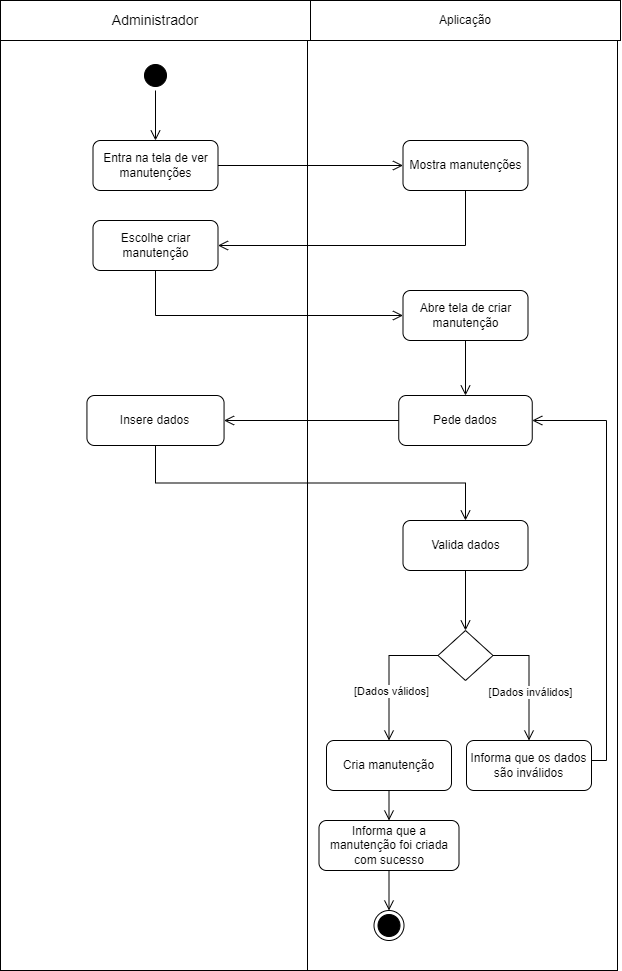 Administrador
Aplicação
Entra na tela de ver
manutenções
Mostra manutenções
Escolhe criar
manutenção
Abre tela de criar
manutenção
Insere dados
Pede dados
Valida dados
[Dados válidos]
[Dados inválidos]
Cria manutenção
Informa que os dados
são inválidos
Informa que a
manutenção foi criada
com sucesso